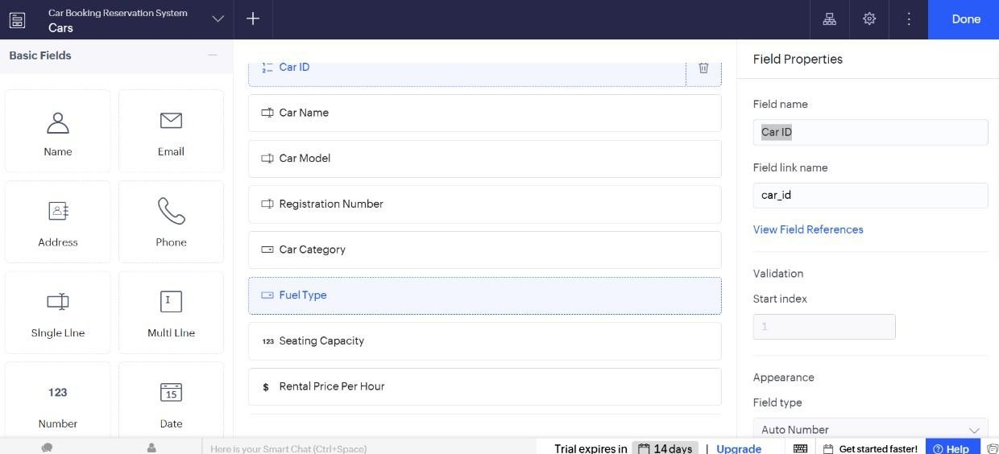 Car Booking Reservation System
Cars
Done
Basic Fields
Name
Email
Address
Phone
Single Line
Multi Line
123
Number
15
Date
Car ID
Car Name
Car Model
Registration Number
Car Category
Fuel Type
123 Seating Capacity
$ Rental Price Per Hour
Field Properties
Field name
Car ID
Field link name
car_id
View Field References
Validation
Start index
1
Appearance
Field type
Auto Number
Here is your Smart Chat (Ctrl+Space)
Trial expires in 14 days | Upgrade
Get started faster!
Help